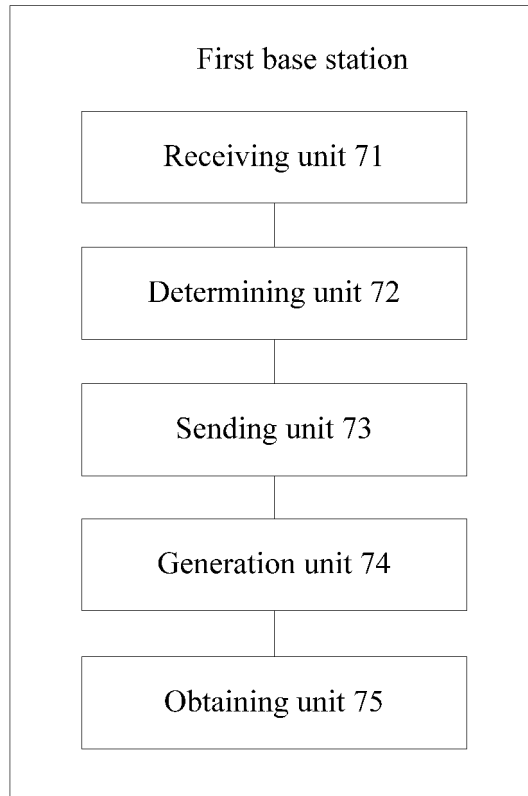 First base station
Receiving unit 71
Determining unit 72
Sending unit 73
Generation unit 74
Obtaining unit 75